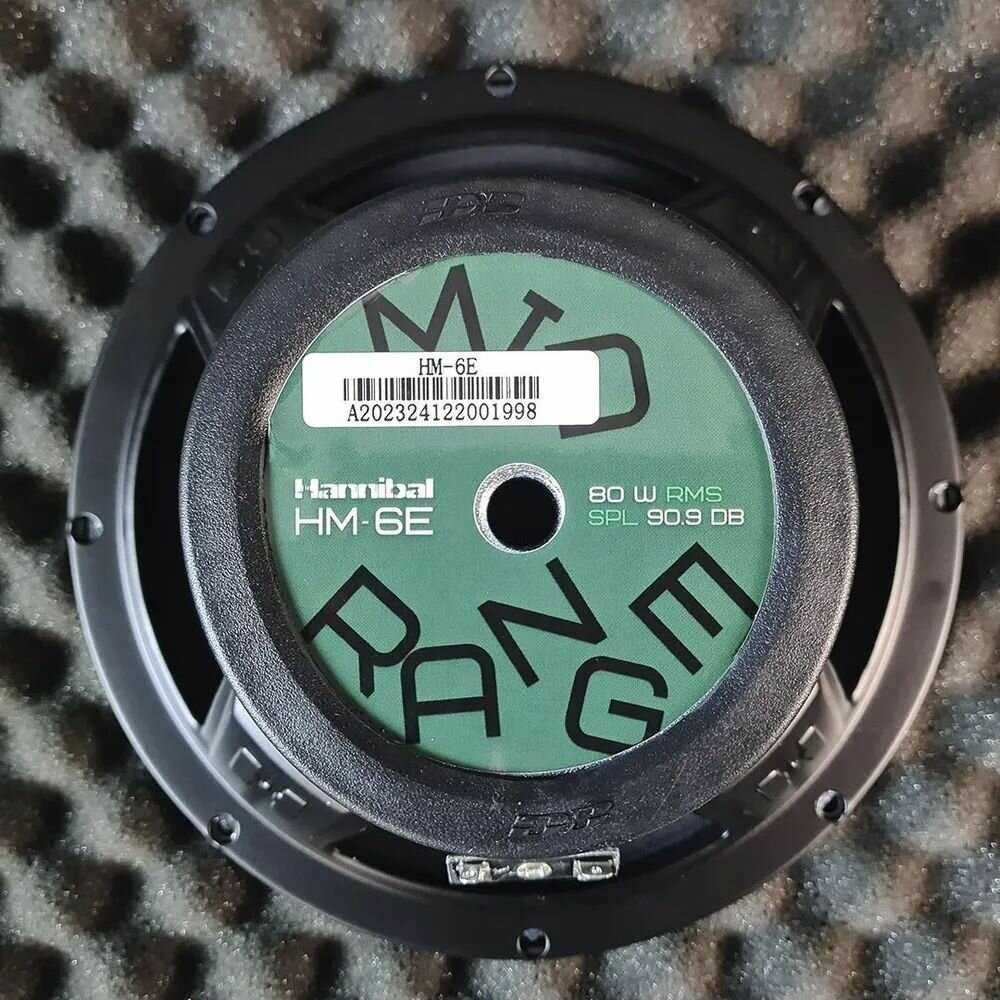 MID
HM-6E
A202324122001998
Hannibal
HM-6E
80 W RMS
SPL 90.9 DB
RANGE